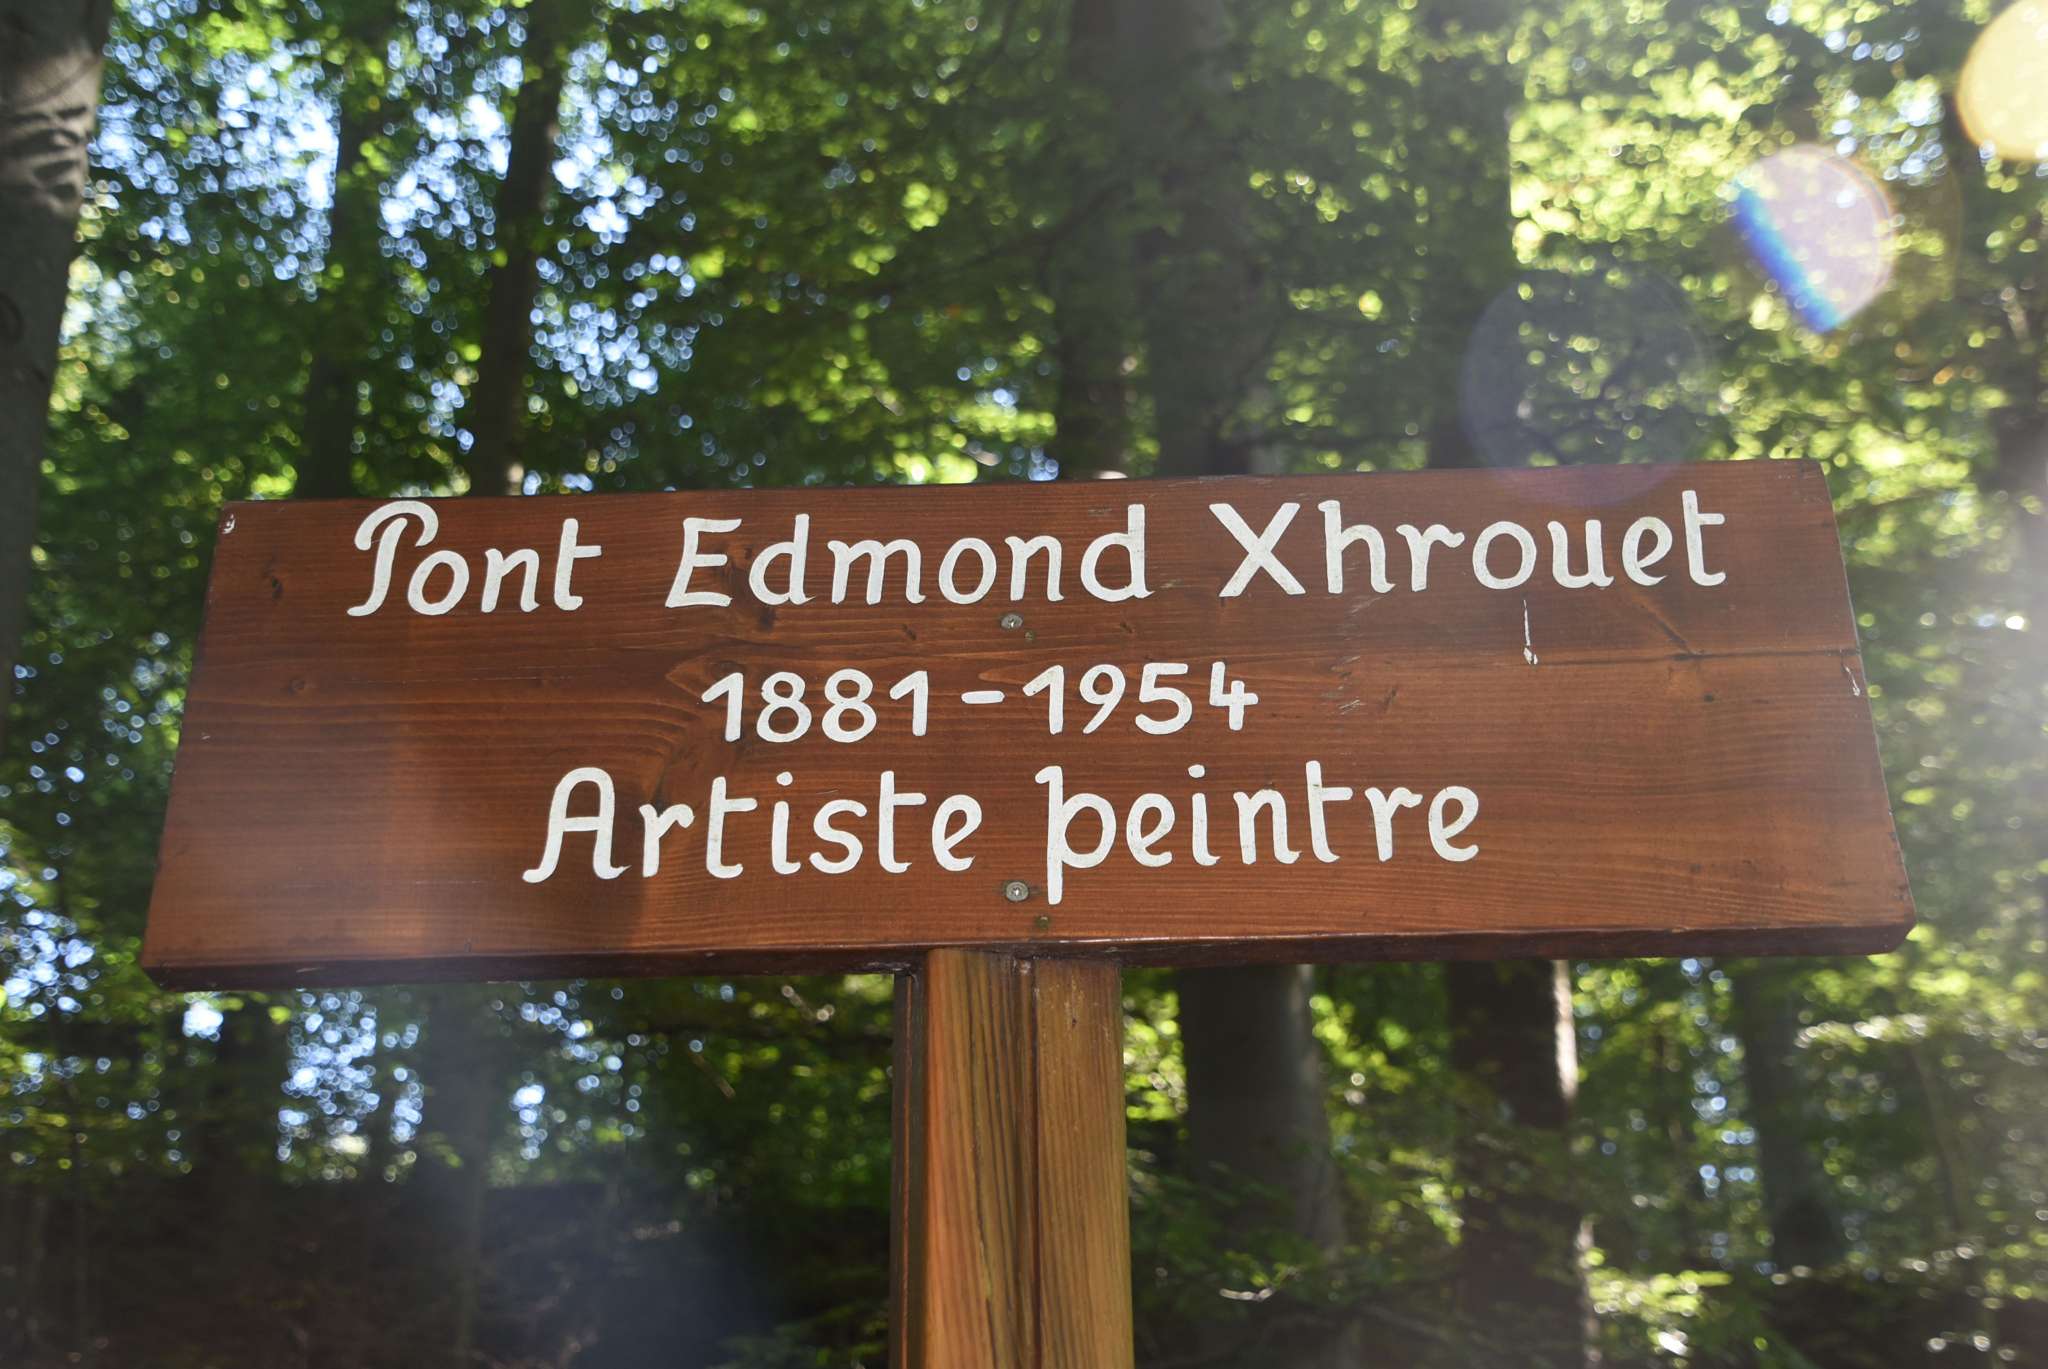 Pont Edmond Xhrouet
1881-1954
Artiste peintre